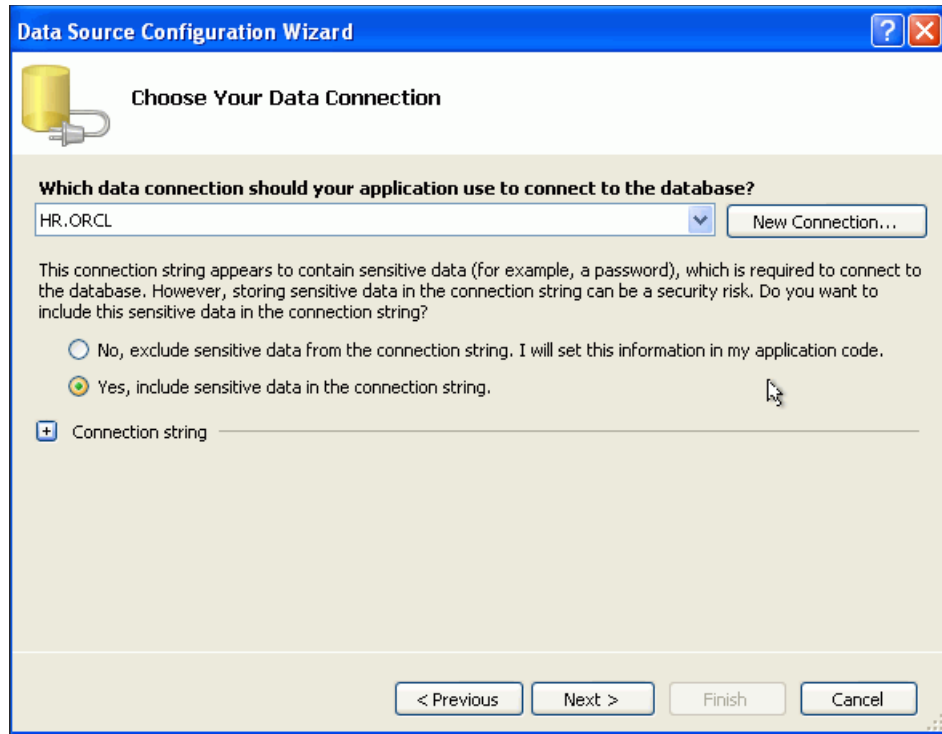 Data Source Configuration Wizard
Choose Your Data Connection
Which data connection should your application use to connect to the database?
HR.ORCL
New Connection...
This connection string appears to contain sensitive data (for example, a password), which is required to connect to
the database. However, storing sensitive data in the connection string can be a security risk. Do you want to
include this sensitive data in the connection string?
No, exclude sensitive data from the connection string. I will set this information in my application code.
Yes, include sensitive data in the connection string.
Connection string
< Previous
Next >
Finish
Cancel